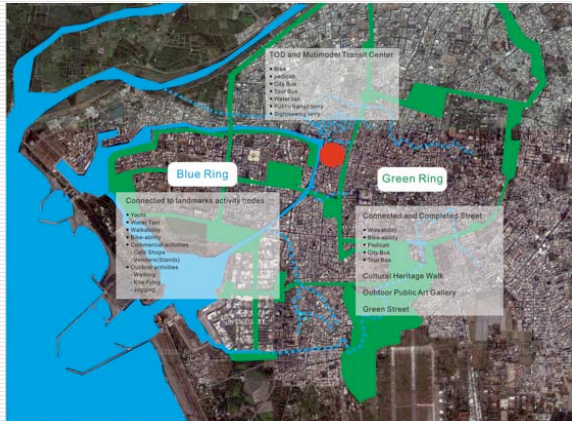 TOD and Mutimodel Transit Center
• Bike
• pedicab
• City Bus
• Tour Bus
• Water taxi
• Public transit ferry
• Sightseeing ferry
Blue Ring
Green Ring
Connected to landmarks activity nodes
• Yacht
• Water Taxi
• Walkability
• Bike-ability
• Commercial activities
-Café Shops
-Venders(Stands)
• Outdoor activities
-Walking
-Kite Flying
-Jogging
Connected and Completed Street
• Walkability
• Bike-ability
• Pedicab
• City Bus
• Tour Bus
Cultural Heritage Walk
Outdoor Public Art Gallery
Green Street